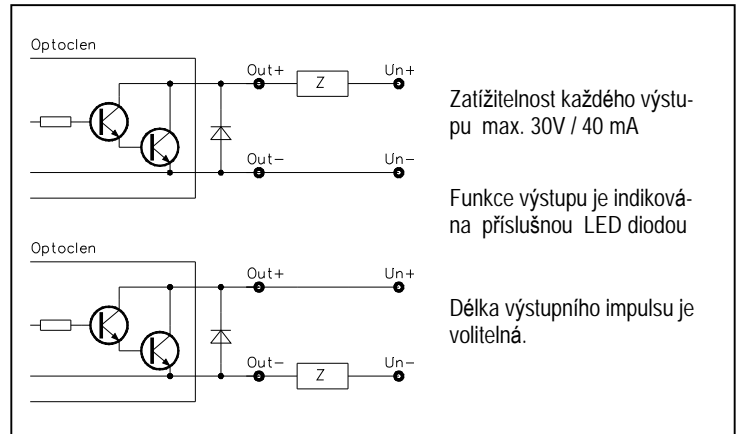 Optoclen
Out+ Z Un+
Out- Un-
Zatížitelnost každého výstu-
pu max. 30V / 40 mA
Funkce výstupu je indiková-
na příslušnou LED diodou
Délka výstupního impulsu je
volitelná.
Optoclen
Out+ Un+
Out- Z Un-